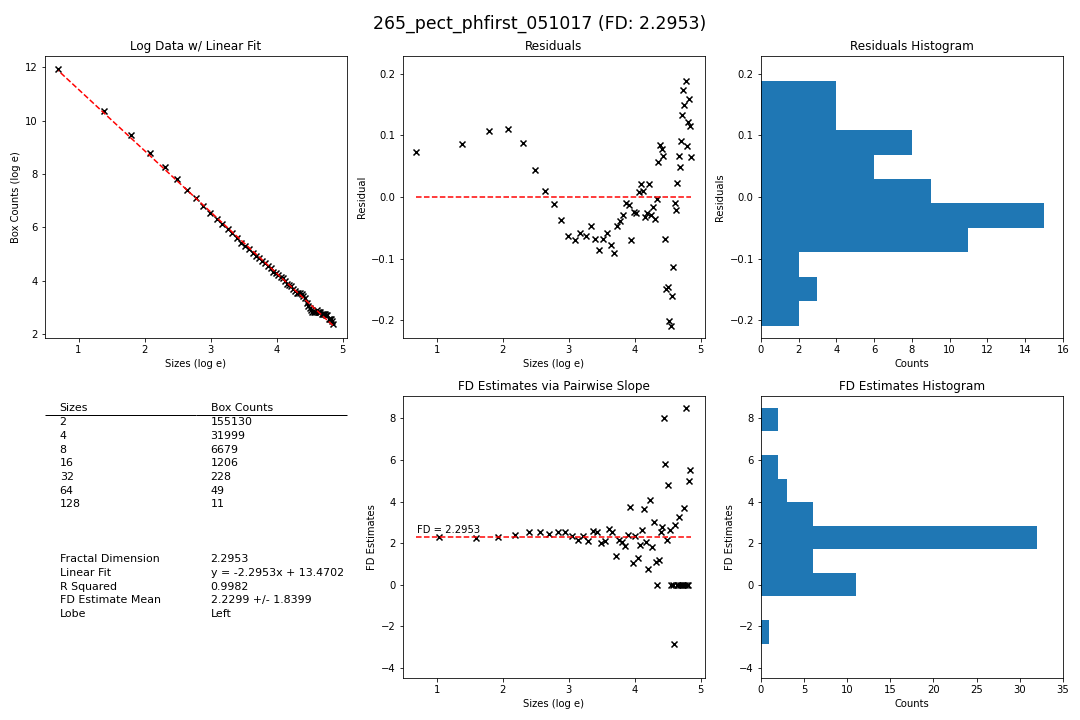 265_pect_phfirst_051017 (FD: 2.2953)
Log Data w/ Linear Fit
12
10
8
6
4
2
1 2 3 4 5
Box Counts (log e)
Sizes (log e)
Residuals
0.2
0.1
0.0
−0.1
−0.2
1 2 3 4 5
Residual
Sizes (log e)
Residuals Histogram
0.2
0.1
0.0
−0.1
−0.2
0 2 4 6 8 10 12 14 16
Residuals
Counts
Sizes Box Counts
2 155130
4 31999
8 6679
16 1206
32 228
64 49
128 11
Fractal Dimension 2.2953
Linear Fit y = -2.2953x + 13.4702
R Squared 0.9982
FD Estimate Mean 2.2299 +/- 1.8399
Lobe Left
FD Estimates via Pairwise Slope
8
6
4
2
0
−2
−4
FD = 2.2953
1 2 3 4 5
FD Estimates
Sizes (log e)
FD Estimates Histogram
8
6
4
2
0
−2
−4
0 5 10 15 20 25 30 35
FD Estimates
Counts